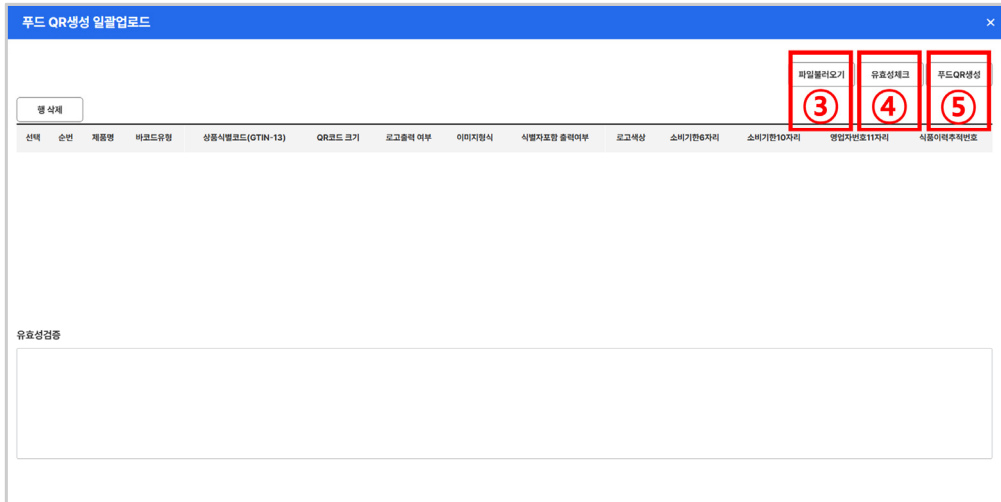 푸드 QR생성 일괄업로드 ×
파일불러오기 유효성체크 푸드QR생성
③ ④ ⑤
행 삭제
선택 순번 제품명 바코드유형 상품식별코드(GTIN-13) QR코드 크기 로고출력 여부 이미지형식 식별자포함 출력여부 로고색상 소비기한6자리 소비기한10자리 영업자번호11자리 식품이력추적번호
유효성검증